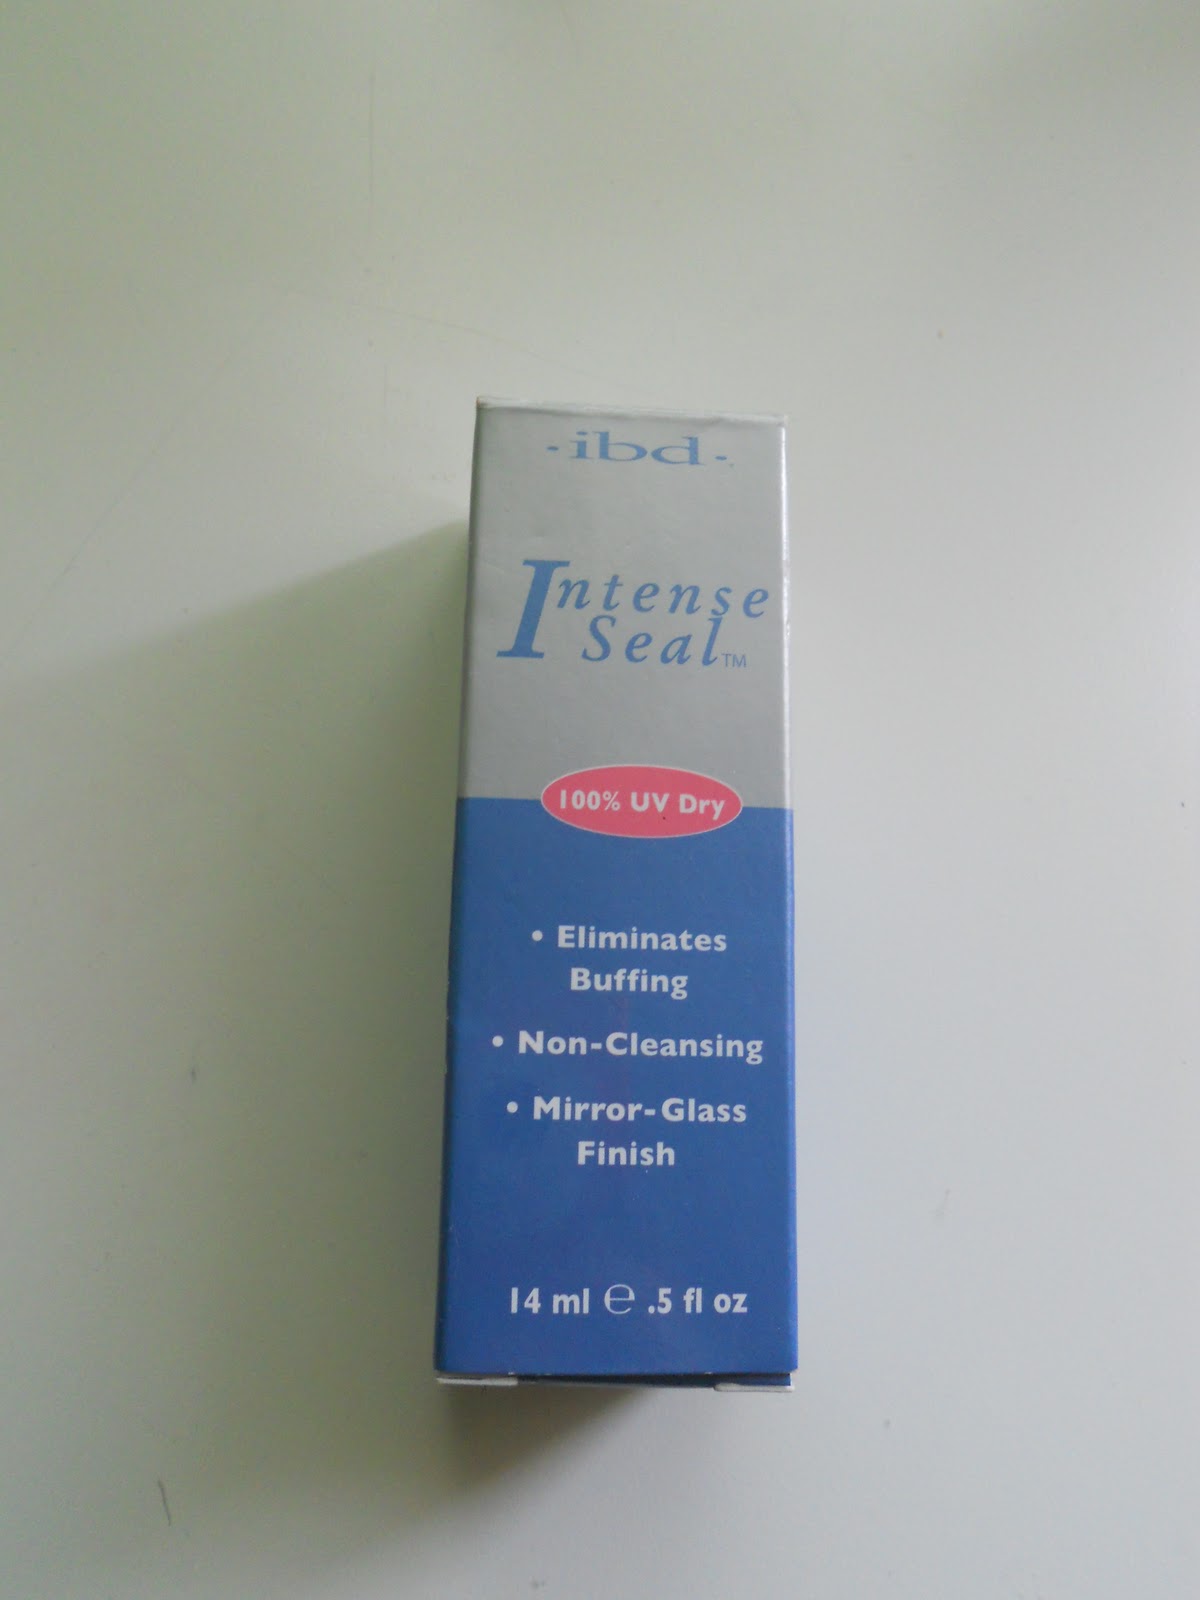 -ibd-
Intense
Seal™
100% UV Dry
• Eliminates
Buffing
• Non-Cleansing
• Mirror-Glass
Finish
14 ml ℮ .5 fl oz